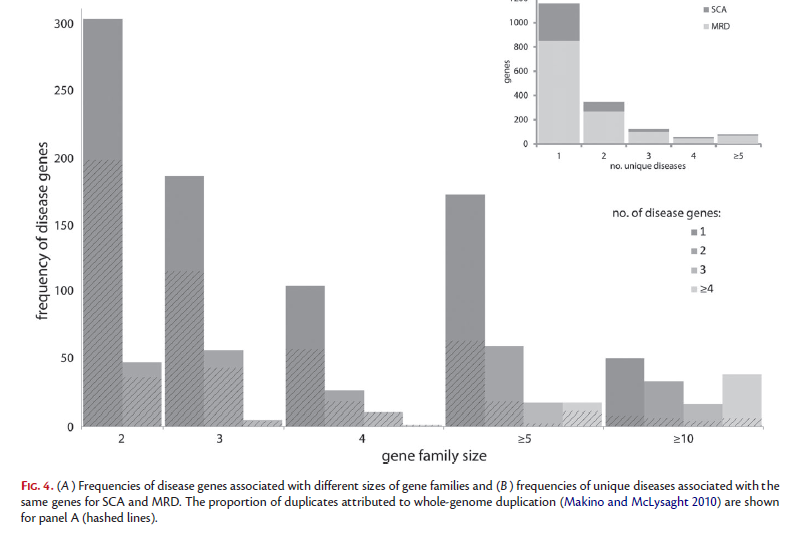 1200
1000
800
600
400
200
0
genes
1 2 3 4 ≥5
no. unique diseases
SCA
MRD
300
250
200
150
100
50
0
frequency of disease genes
no. of disease genes:
1
2
3
≥4
2 3 4 ≥5 ≥10
gene family size
FIG. 4. (A) Frequencies of disease genes associated with different sizes of gene families and (B) frequencies of unique diseases associated with the
same genes for SCA and MRD. The proportion of duplicates attributed to whole-genome duplication (Makino and McLysaght 2010) are shown
for panel A (hashed lines).